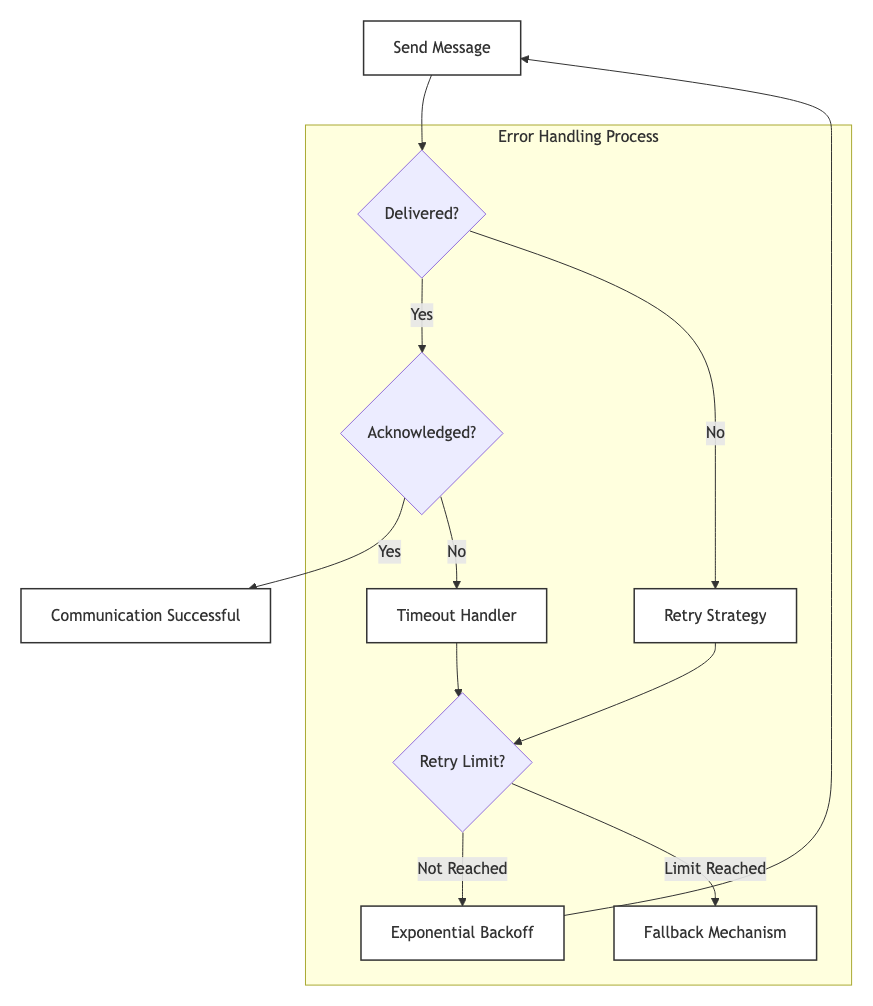 Send Message
Error Handling Process
Delivered?
Yes
Acknowledged?
No
Yes
No
Communication Successful
Timeout Handler
Retry Strategy
Retry Limit?
Not Reached
Limit Reached
Exponential Backoff
Fallback Mechanism